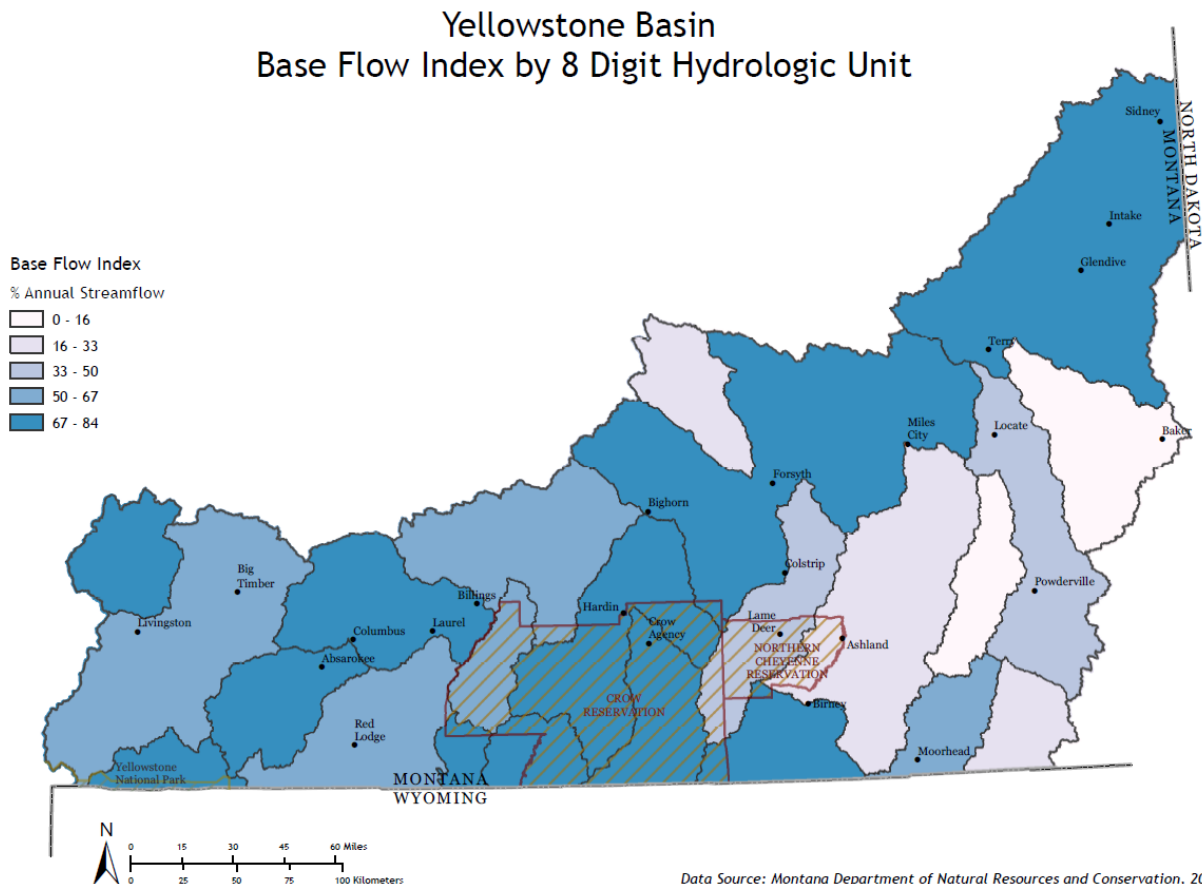 Yellowstone Basin
Base Flow Index by 8 Digit Hydrologic Unit
Sidney
NORTH DAKOTA
MONTANA
Intake
Glendive
Base Flow Index
% Annual Streamflow
0 - 16
16 - 33
33 - 50
50 - 67
67 - 84
Terry
Miles
City
Locate
Baker
Forsyth
Bighorn
Big
Timber
Colstrip
Powderville
Billings
Hardin
Livingston
Columbus
Laurel
Crow
Agency
Lame
Deer
Ashland
NORTHERN
CHEYENNE
RESERVATION
Absarokee
CROW
RESERVATION
Birney
Red
Lodge
Moorhead
Yellowstone
National Park
MONTANA
WYOMING
N
0 15 30 45 60 Miles
0 25 50 75 100 Kilometers
Data Source: Montana Department of Natural Resources and Conservation, 20